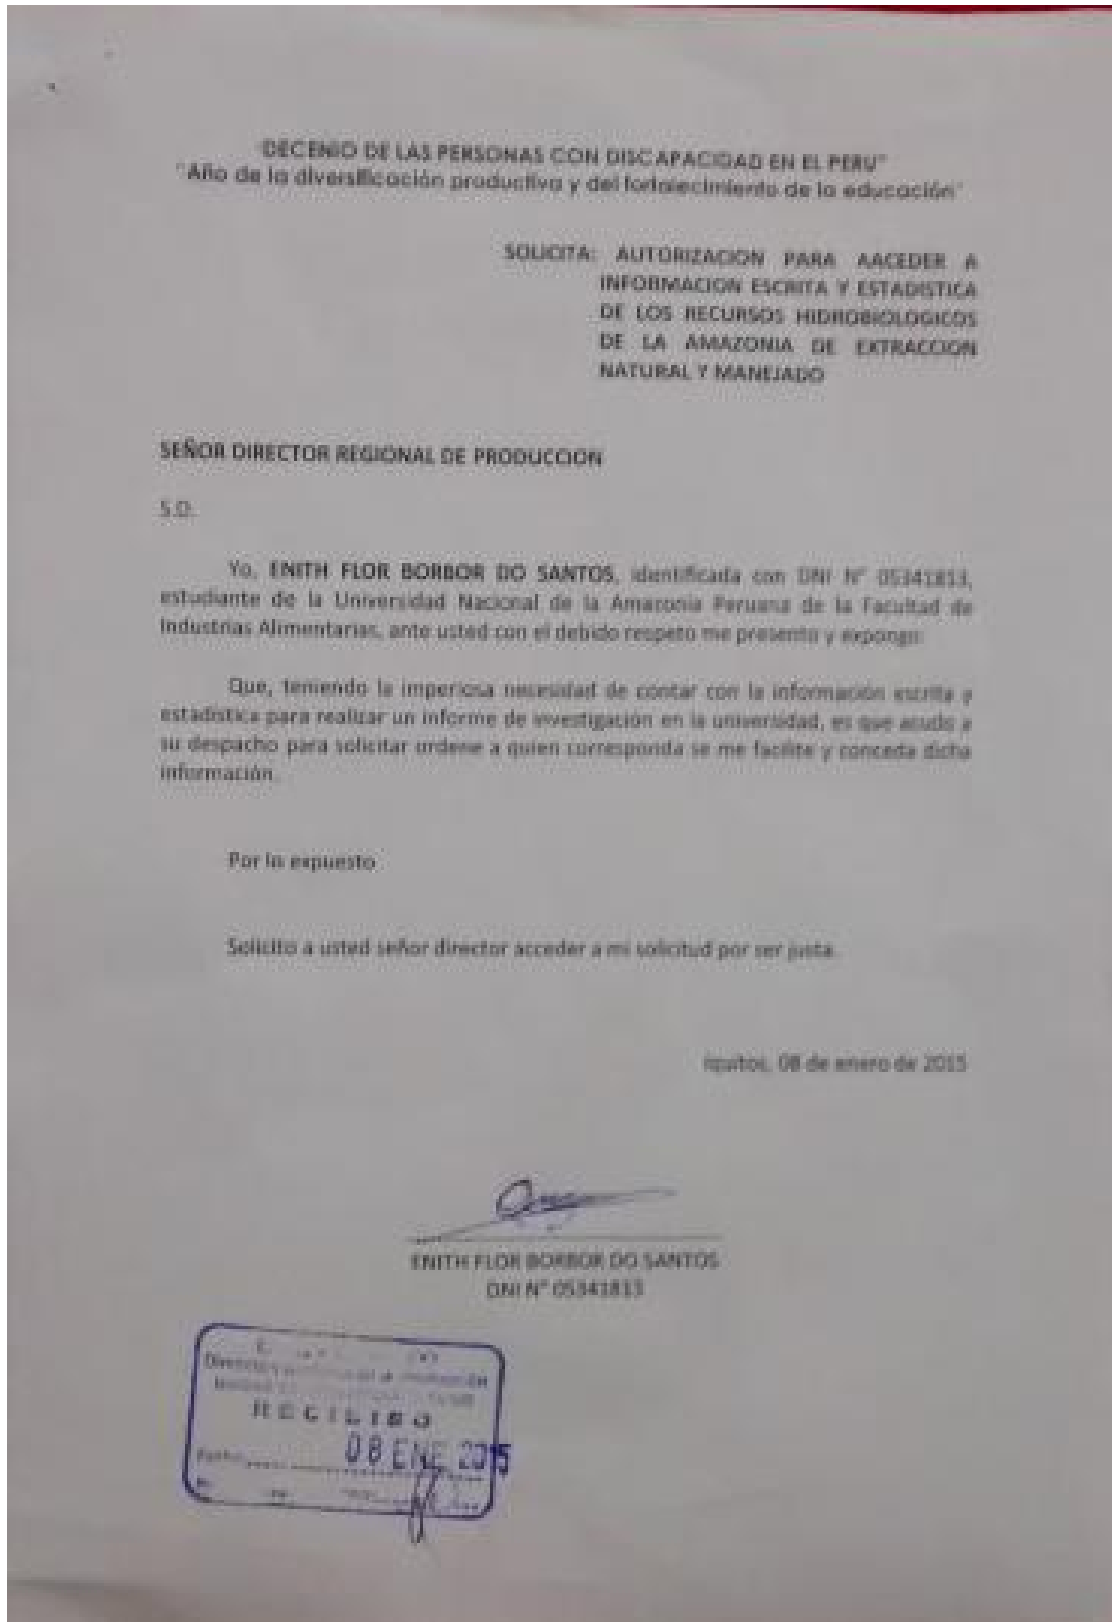 DECENIO DE LAS PERSONAS CON DISCAPACIDAD EN EL PERU"
"Año de la diversificación productiva y del fortalecimiento de la educación"
SOLICITA: AUTORIZACION PARA AACEDER A
INFORMACION ESCRITA Y ESTADISTICA
DE LOS RECURSOS HIDROBIOLOGICOS
DE LA AMAZONIA DE EXTRACCION
NATURAL Y MANEJADO
SEÑOR DIRECTOR REGIONAL DE PRODUCCION
S.D.
Yo, ENITH FLOR BORBOR DO SANTOS, identificada con DNI N° 05341813,
estudiante de la Universidad Nacional de la Amazonia Peruana de la Facultad de
Industrias Alimentarias, ante usted con el debido respeto me presento y expongo:
Que, teniendo la imperiosa necesidad de contar con la información escrita y
estadística para realizar un informe de investigación en la universidad, es que acudo a
su despacho para solicitar ordene a quien corresponda se me facilite y conceda dicha
información.
Por lo expuesto
Solicito a usted señor director acceder a mi solicitud por ser justa.
Iquitos, 08 de enero de 2015
ENITH FLOR BORBOR DO SANTOS
DNI N° 05341813
RECIBIDO
08 ENE 2015